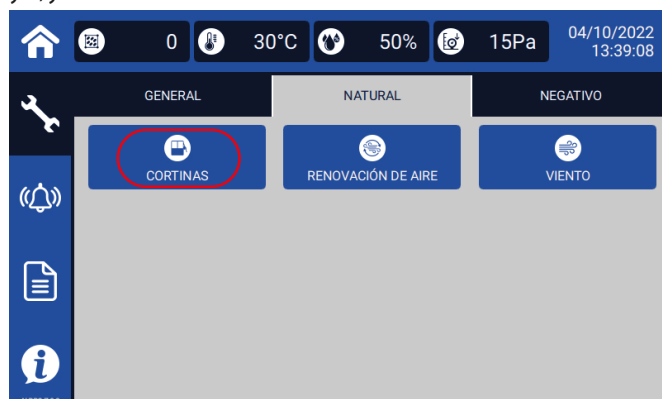 0 30°C 50% 15Pa 04/10/2022
13:39:08
GENERAL NATURAL NEGATIVO
CORTINAS RENOVACIÓN DE AIRE VIENTO